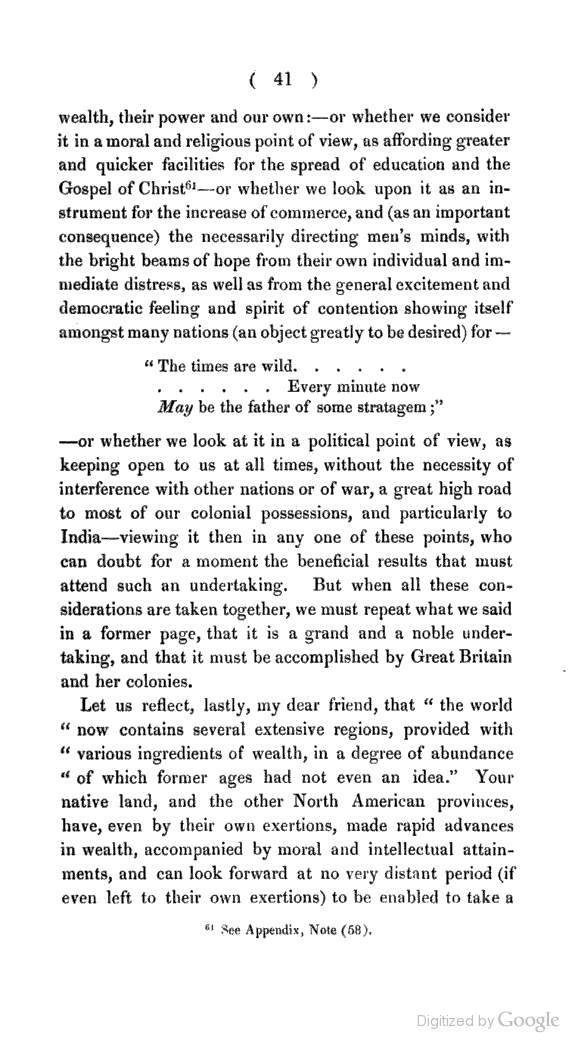 ( 41 )
wealth, their power and our own:—or whether we consider
it in a moral and religious point of view, as affording greater
and quicker facilities for the spread of education and the
Gospel of Christ⁶¹—or whether we look upon it as an in-
strument for the increase of commerce, and (as an important
consequence) the necessarily directing men's minds, with
the bright beams of hope from their own individual and im-
mediate distress, as well as from the general excitement and
democratic feeling and spirit of contention showing itself
amongst many nations (an object greatly to be desired) for—
“ The times are wild. . . . . . .
. . . . . . Every minute now
May be the father of some stratagem ;”
—or whether we look at it in a political point of view, as
keeping open to us at all times, without the necessity of
interference with other nations or of war, a great high road
to most of our colonial possessions, and particularly to
India—viewing it then in any one of these points, who
can doubt for a moment the beneficial results that must
attend such an undertaking. But when all these con-
siderations are taken together, we must repeat what we said
in a former page, that it is a grand and a noble under-
taking, and that it must be accomplished by Great Britain
and her colonies.
Let us reflect, lastly, my dear friend, that “ the world
“ now contains several extensive regions, provided with
“ various ingredients of wealth, in a degree of abundance
“ of which former ages had not even an idea.” Your
native land, and the other North American provinces,
have, even by their own exertions, made rapid advances
in wealth, accompanied by moral and intellectual attain-
ments, and can look forward at no very distant period (if
even left to their own exertions) to be enabled to take a
⁶¹ See Appendix, Note (58).
Digitized by Google